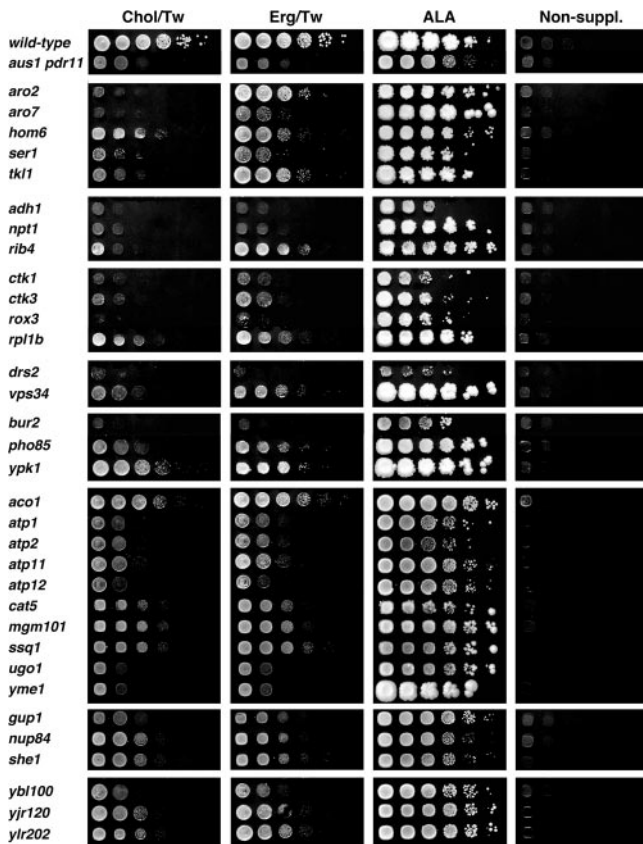 Chol/Tw Erg/Tw ALA Non-suppl.
wild-type
aus1 pdr11
aro2
aro7
hom6
ser1
tkl1
adh1
npt1
rib4
ctk1
ctk3
rox3
rpl1b
drs2
vps34
bur2
pho85
ypk1
aco1
atp1
atp2
atp11
atp12
cat5
mgm101
ssq1
ugo1
yme1
gup1
nup84
she1
ybl100
yjr120
ylr202